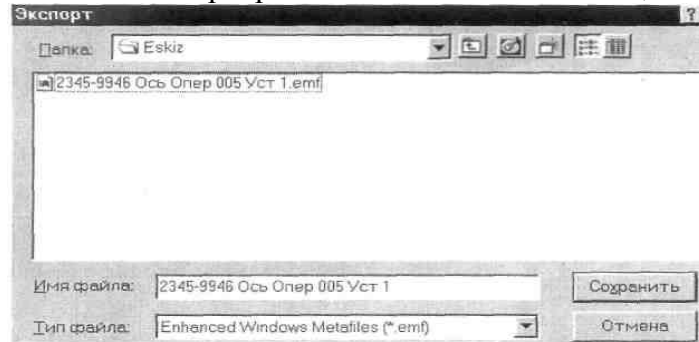 Экспорт ?
Папка: Eskiz
2345-9946 Ось Опер 005 Уст 1.emf
Имя файла: 2345-9946 Ось Опер 005 Уст 1 Сохранить
Тип файла: Enhanced Windows Metafiles (*.emf) Отмена